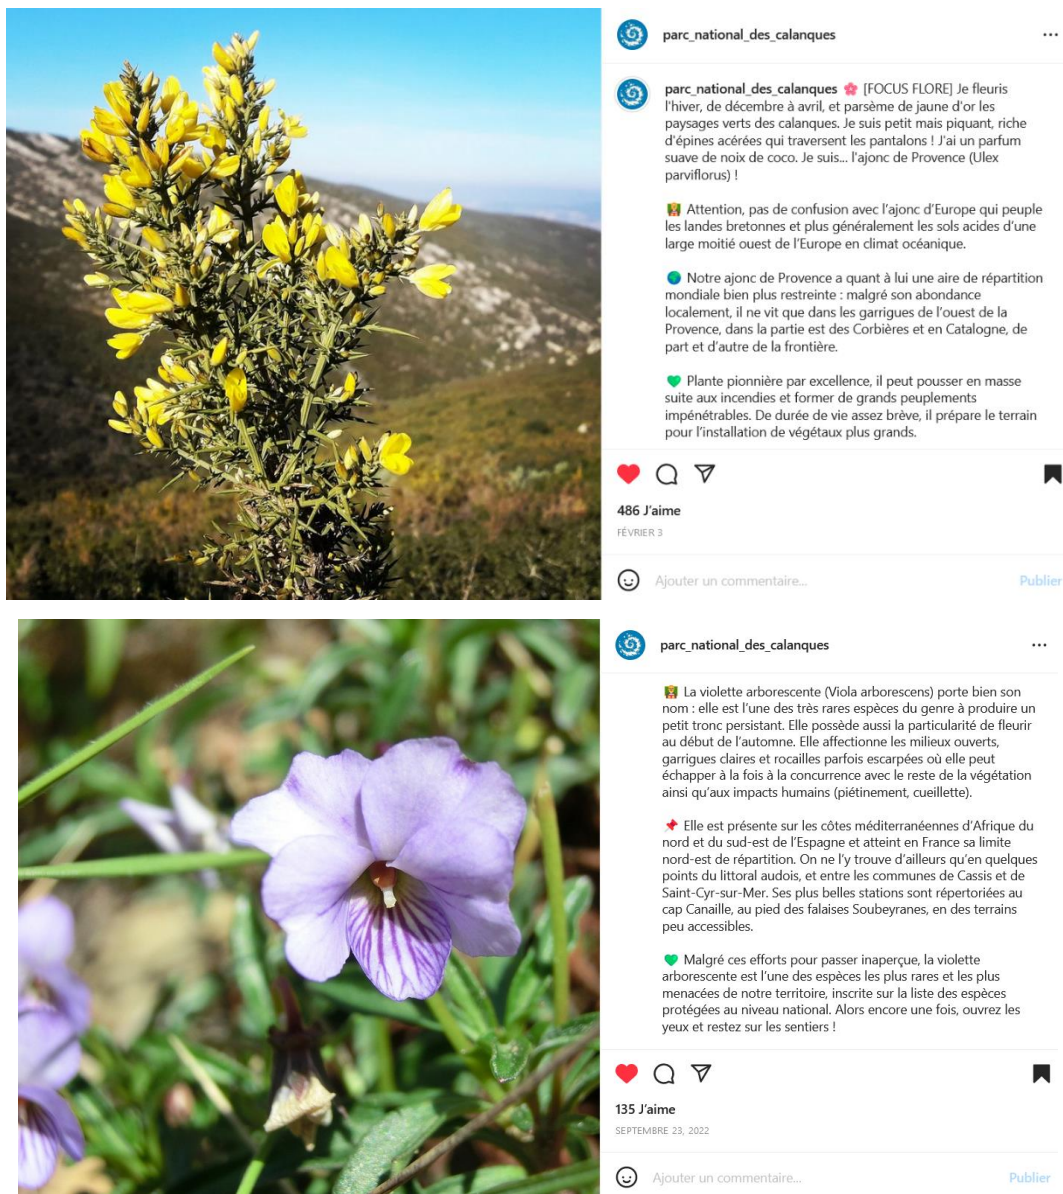 parc_national_des_calanques
parc_national_des_calanques 🌸 [FOCUS FLORE] Je fleuris
l'hiver, de décembre à avril, et parsème de jaune d'or les
paysages verts des calanques. Je suis petit mais piquant, riche
d'épines acérées qui traversent les pantalons ! J'ai un parfum
suave de noix de coco. Je suis... l'ajonc de Provence (Ulex
parviflorus) !
Attention, pas de confusion avec l'ajonc d'Europe qui peuple
les landes bretonnes et plus généralement les sols acides d'une
large moitié ouest de l'Europe en climat océanique.
🌍 Notre ajonc de Provence a quant à lui une aire de répartition
mondiale bien plus restreinte : malgré son abondance
localement, il ne vit que dans les garrigues de l'ouest de la
Provence, dans la partie est des Corbières et en Catalogne, de
part et d'autre de la frontière.
💚 Plante pionnière par excellence, il peut pousser en masse
suite aux incendies et former de grands peuplements
impénétrables. De durée de vie assez brève, il prépare le terrain
pour l'installation de végétaux plus grands.
486 J'aime
FÉVRIER 3
Ajouter un commentaire...
Publier
parc_national_des_calanques
La violette arborescente (Viola arborescens) porte bien son
nom : elle est l'une des très rares espèces du genre à produire un
petit tronc persistant. Elle possède aussi la particularité de fleurir
au début de l'automne. Elle affectionne les milieux ouverts,
garrigues claires et rocailles parfois escarpées où elle peut
échapper à la fois à la concurrence avec le reste de la végétation
ainsi qu'aux impacts humains (piétinement, cueillette).
📌 Elle est présente sur les côtes méditerranéennes d'Afrique du
nord et du sud-est de l'Espagne et atteint en France sa limite
nord-est de répartition. On ne l'y trouve d'ailleurs qu'en quelques
points du littoral audois, et entre les communes de Cassis et de
Saint-Cyr-sur-Mer. Ses plus belles stations sont répertoriées au
cap Canaille, au pied des falaises Soubeyranes, en des terrains
peu accessibles.
💚 Malgré ces efforts pour passer inaperçue, la violette
arborescente est l'une des espèces les plus rares et les plus
menacées de notre territoire, inscrite sur la liste des espèces
protégées au niveau national. Alors encore une fois, ouvrez les
yeux et restez sur les sentiers !
135 J'aime
SEPTEMBRE 23, 2022
Ajouter un commentaire...
Publier